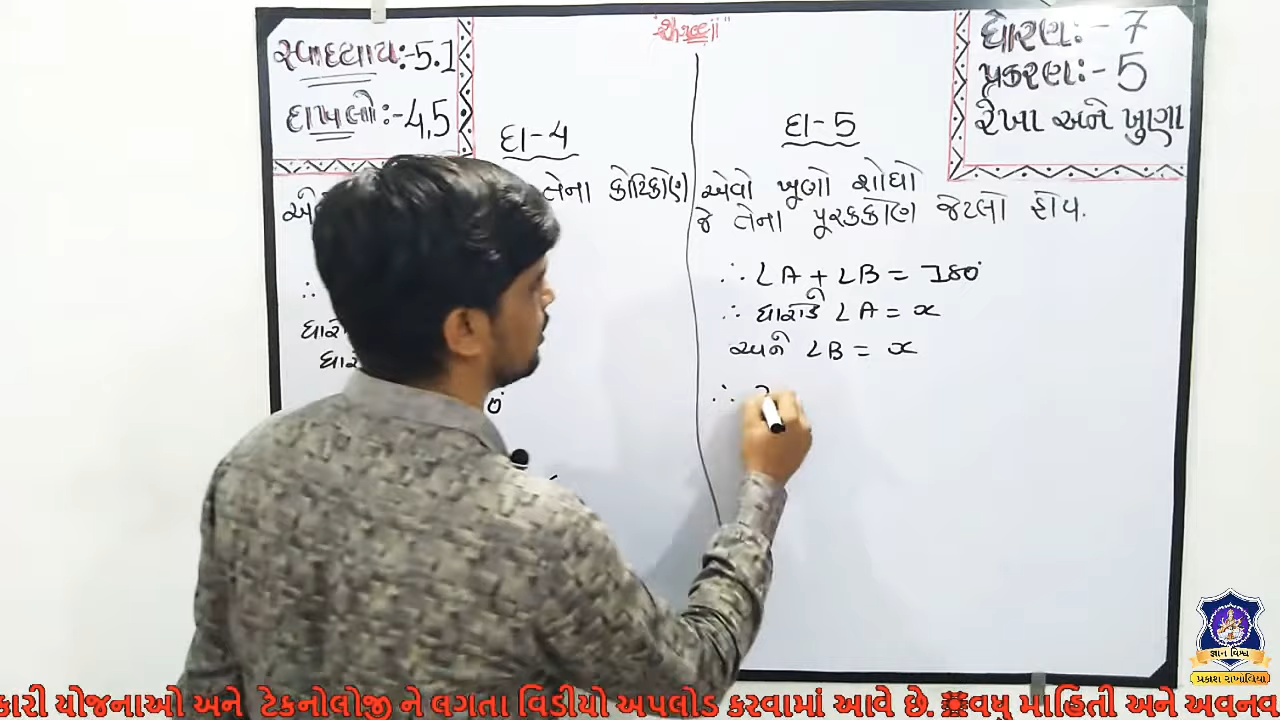 સ્વાધ્યાય:-5.1
દાખલો:-4,5
ધોરણ:- 7
પ્રકરણ:- 5
રેખા અને ખુણા
દા-4
તેના કોટિકોણ
∴
0°
દા-5
એવો ખૂણો શોધો
જે તેના પૂરકકોણ જેટલો હોય.
∴ ∠A + ∠B = 180°
∴ ધારોકે ∠A = x
અને ∠B = x
∴
જ્ઞાન વિશ્વ
પ્રકાશ રાખોલિયા
કારી યોજનાઓ અને ટેકનોલોજી ને લગતા વિડીયો અપલોડ કરવામાં આવે છે. વધુ માહિતી અને અવનવ